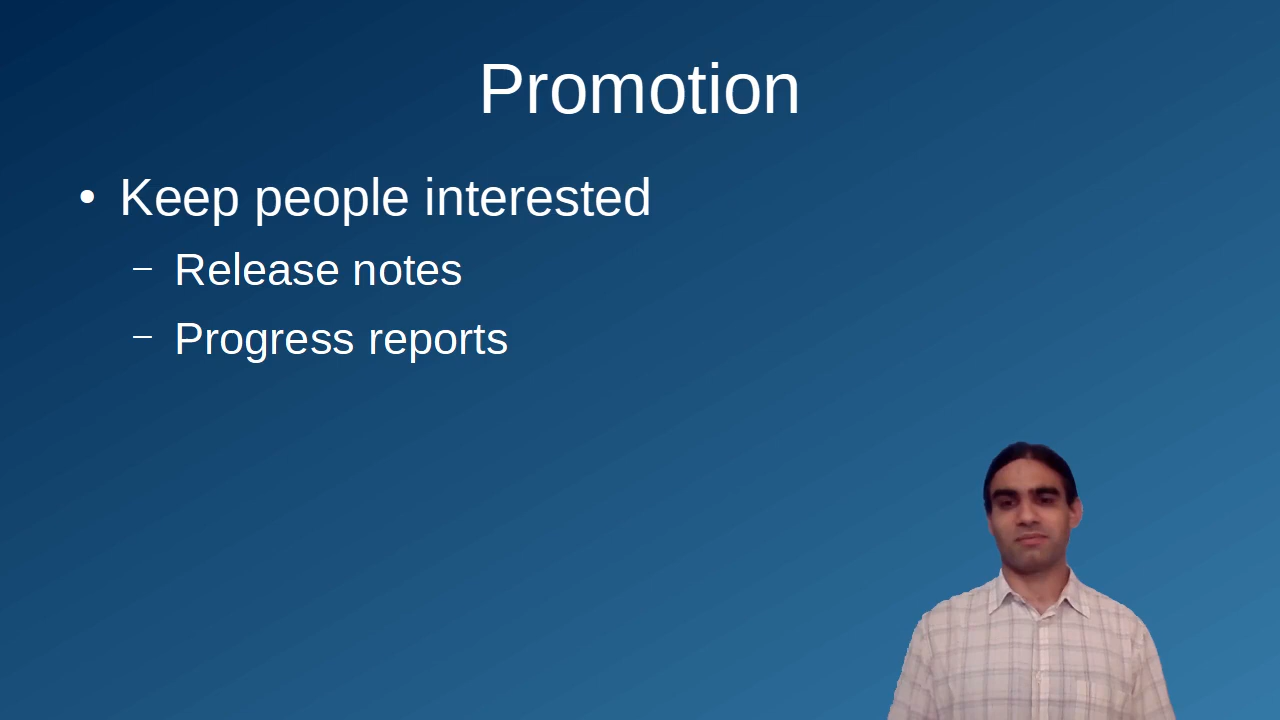 Promotion
• Keep people interested
– Release notes
– Progress reports